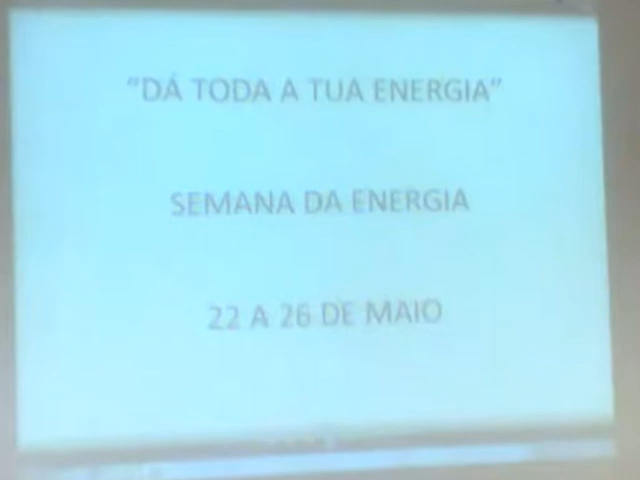 “DÁ TODA A TUA ENERGIA”
SEMANA DA ENERGIA
22 A 26 DE MAIO